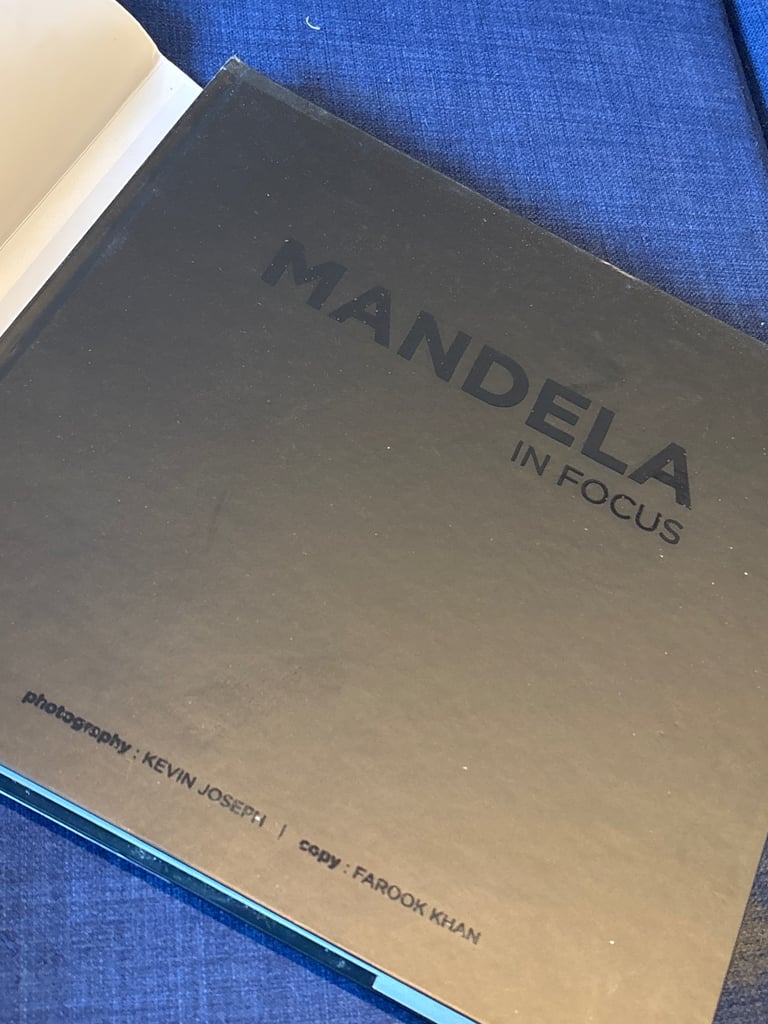 MANDELA
IN FOCUS
photography : KEVIN JOSEPH | copy : FAROOK KHAN